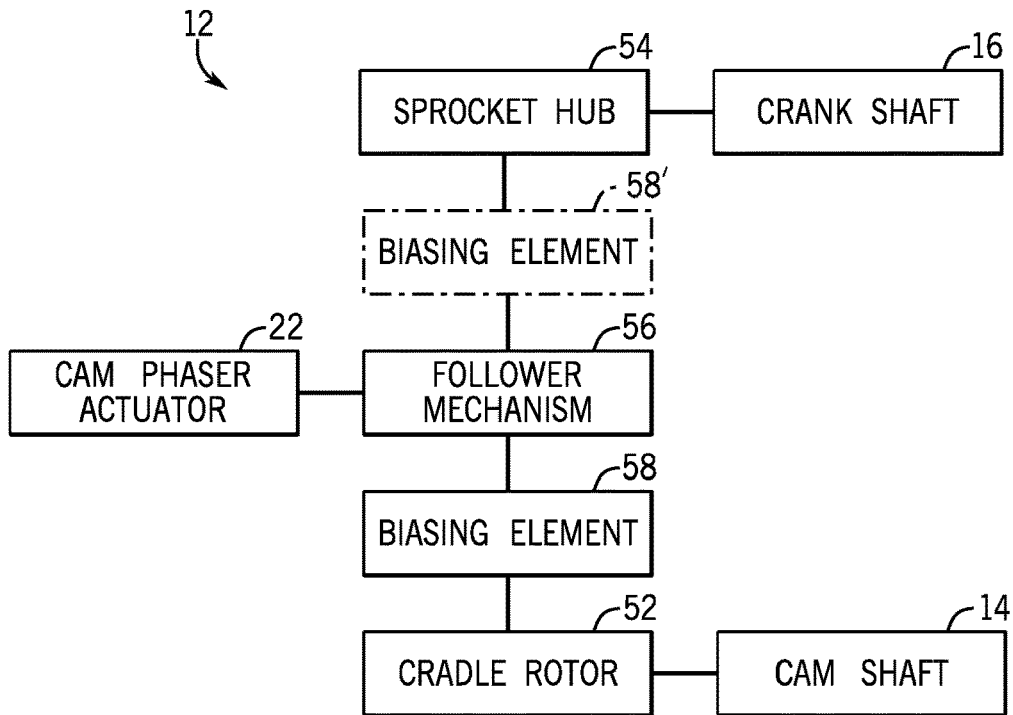 12
54
16
SPROCKET HUB
CRANK SHAFT
58'
BIASING ELEMENT
22
56
CAM PHASER
ACTUATOR
FOLLOWER
MECHANISM
58
BIASING ELEMENT
52
14
CRADLE ROTOR
CAM SHAFT